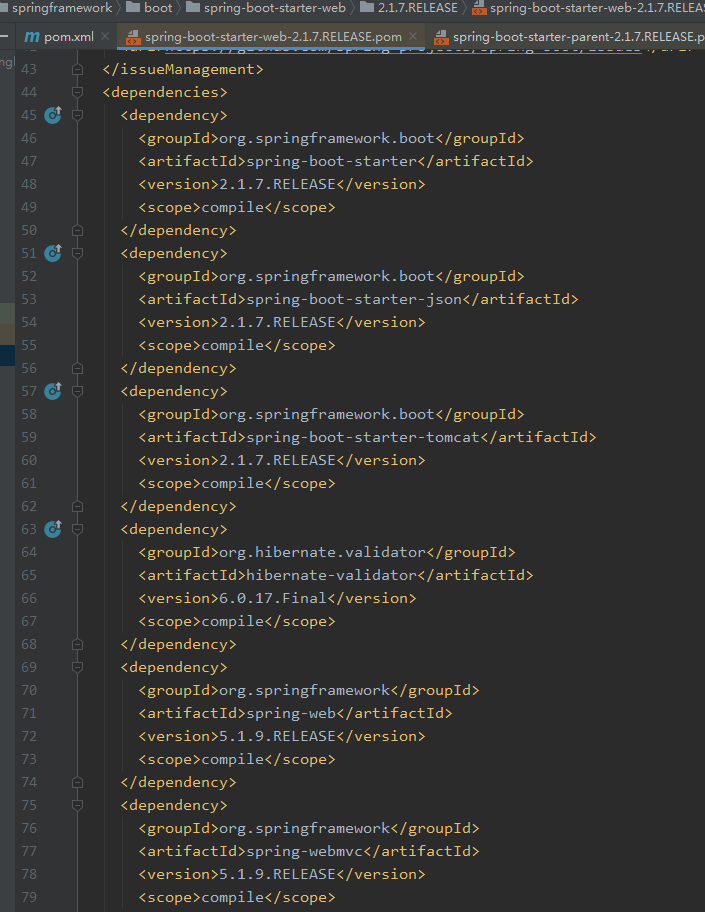 springframework boot spring-boot-starter-web 2.1.7.RELEASE spring-boot-starter-web-2.1.7.RELEAS
pom.xml spring-boot-starter-web-2.1.7.RELEASE.pom spring-boot-starter-parent-2.1.7.RELEASE.p
43 </issueManagement>
44 <dependencies>
45 <dependency>
46 <groupId>org.springframework.boot</groupId>
47 <artifactId>spring-boot-starter</artifactId>
48 <version>2.1.7.RELEASE</version>
49 <scope>compile</scope>
50 </dependency>
51 <dependency>
52 <groupId>org.springframework.boot</groupId>
53 <artifactId>spring-boot-starter-json</artifactId>
54 <version>2.1.7.RELEASE</version>
55 <scope>compile</scope>
56 </dependency>
57 <dependency>
58 <groupId>org.springframework.boot</groupId>
59 <artifactId>spring-boot-starter-tomcat</artifactId>
60 <version>2.1.7.RELEASE</version>
61 <scope>compile</scope>
62 </dependency>
63 <dependency>
64 <groupId>org.hibernate.validator</groupId>
65 <artifactId>hibernate-validator</artifactId>
66 <version>6.0.17.Final</version>
67 <scope>compile</scope>
68 </dependency>
69 <dependency>
70 <groupId>org.springframework</groupId>
71 <artifactId>spring-web</artifactId>
72 <version>5.1.9.RELEASE</version>
73 <scope>compile</scope>
74 </dependency>
75 <dependency>
76 <groupId>org.springframework</groupId>
77 <artifactId>spring-webmvc</artifactId>
78 <version>5.1.9.RELEASE</version>
79 <scope>compile</scope>